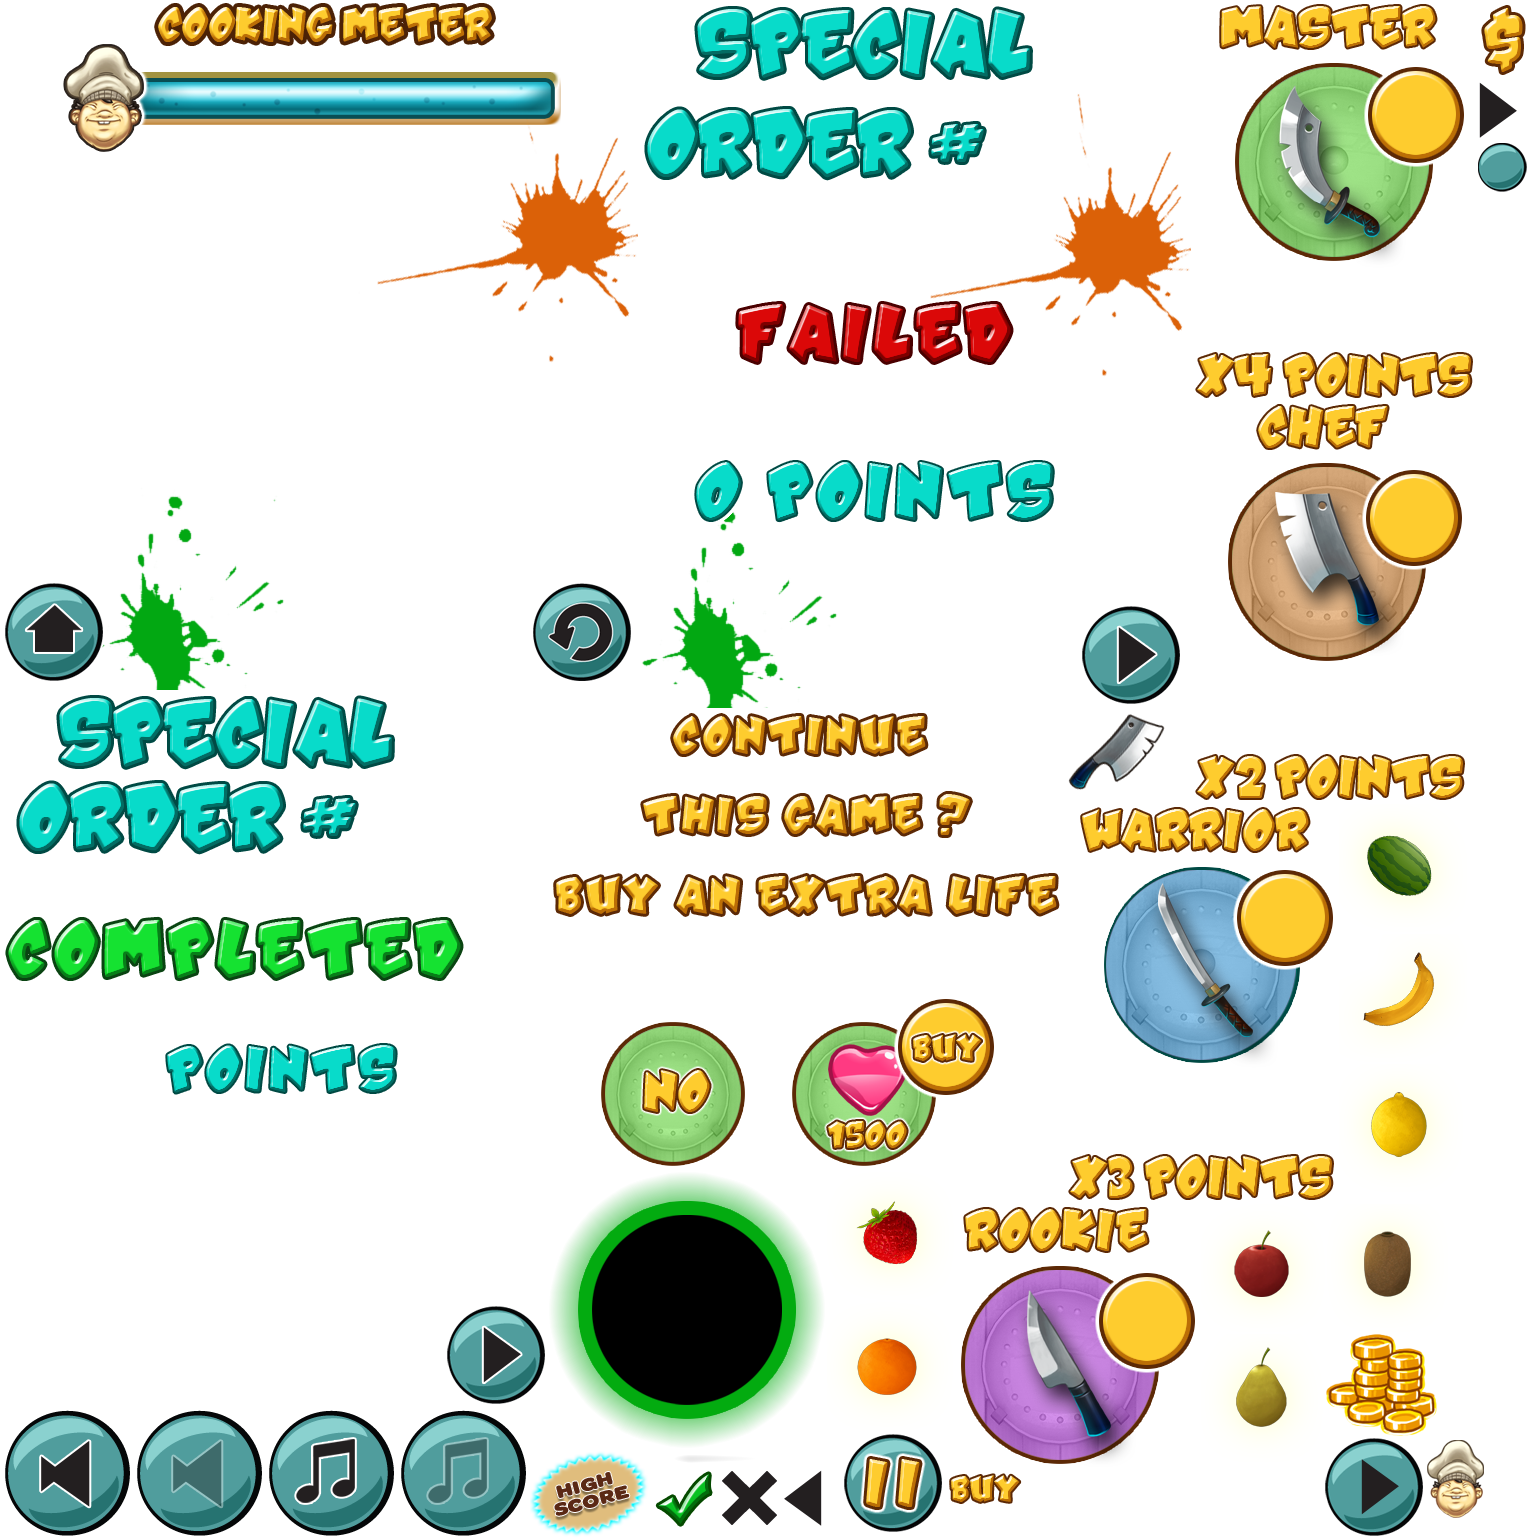 COOKING METER
SPECIAL
ORDER #
FAILED
0 POINTS
MASTER
$
X4 POINTS
CHEF
SPECIAL
ORDER #
COMPLETED
POINTS
CONTINUE
THIS GAME ?
BUY AN EXTRA LIFE
NO
BUY
1500
X2 POINTS
WARRIOR
X3 POINTS
ROOKIE
HIGH
SCORE
BUY